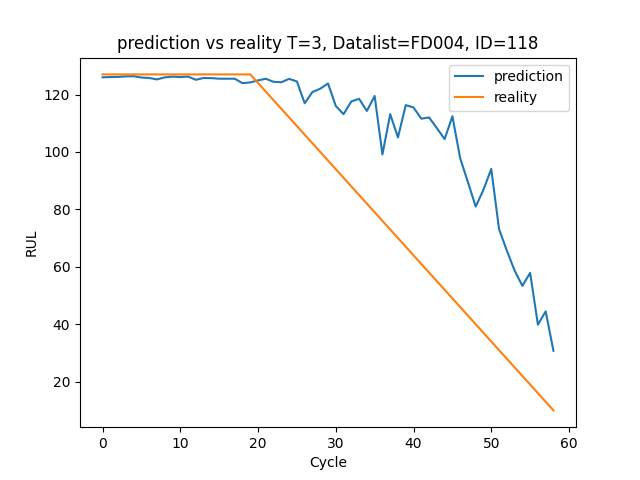 prediction vs reality T=3, Datalist=FD004, ID=118
prediction
reality
RUL
120
100
80
60
40
20
0 10 20 30 40 50 60
Cycle